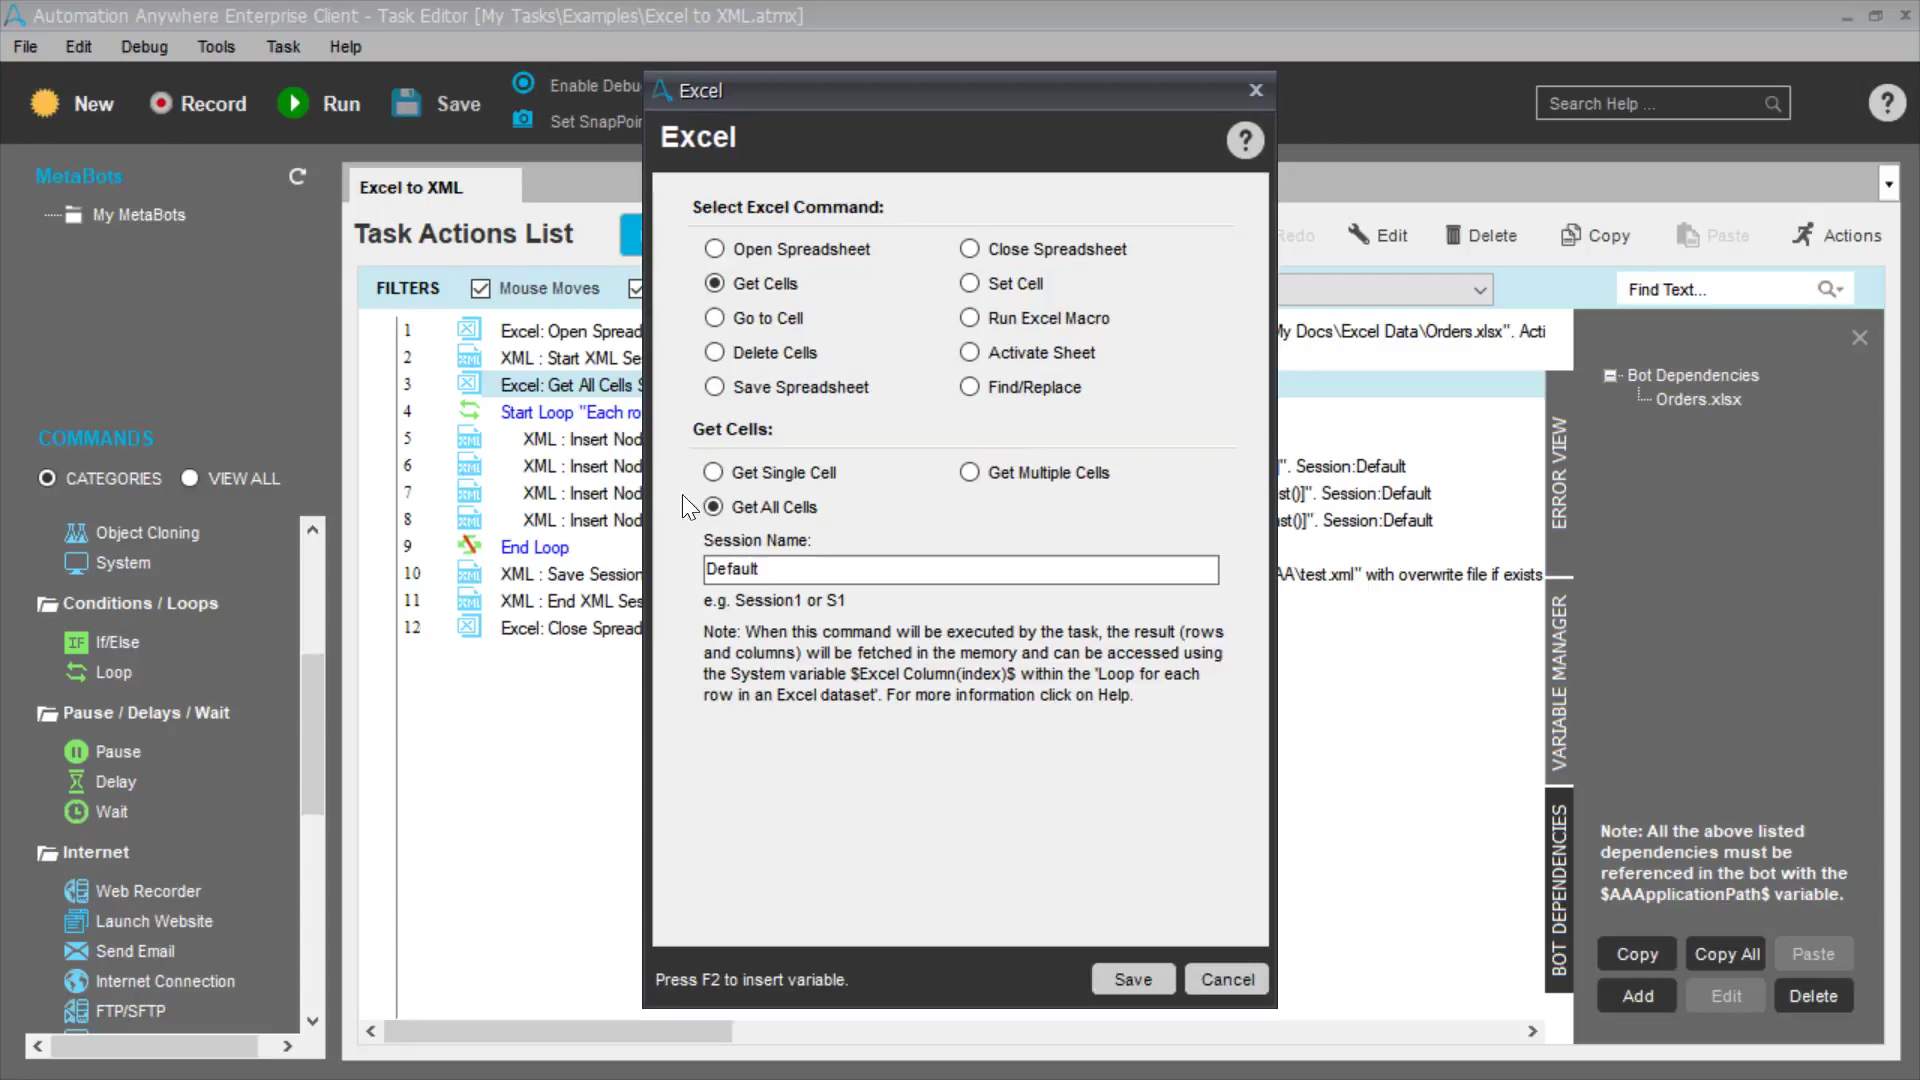 Automation Anywhere Enterprise Client - Task Editor [My Tasks\Examples\Excel to XML.atmx]
File Edit Debug Tools Task Help
New Record Run Save
Enable Debu
Set SnapPoin
Search Help ...
?
MetaBots
My MetaBots
Excel to XML
Task Actions List
Redo Edit Delete Copy Paste Actions
FILTERS Mouse Moves
Find Text...
1 Excel: Open Spread
My Docs\Excel Data\Orders.xlsx". Acti
2 XML : Start XML Se
3 Excel: Get All Cells S
4 Start Loop "Each ro
5 XML : Insert Nod
6 XML : Insert Nod
]". Session:Default
7 XML : Insert Nod
st()]". Session:Default
8 XML : Insert Nod
ast()]". Session:Default
9 End Loop
10 XML : Save Session
AA\test.xml" with overwrite file if exists
11 XML : End XML Ses
12 Excel: Close Spread
COMMANDS
CATEGORIES VIEW ALL
Object Cloning
System
Conditions / Loops
IF If/Else
Loop
Pause / Delays / Wait
Pause
Delay
Wait
Internet
Web Recorder
Launch Website
Send Email
Internet Connection
FTP/SFTP
Excel
Excel
?
Select Excel Command:
Open Spreadsheet Close Spreadsheet
Get Cells Set Cell
Go to Cell Run Excel Macro
Delete Cells Activate Sheet
Save Spreadsheet Find/Replace
Get Cells:
Get Single Cell Get Multiple Cells
Get All Cells
Session Name:
Default
e.g. Session1 or S1
Note: When this command will be executed by the task, the result (rows
and columns) will be fetched in the memory and can be accessed using
the System variable $Excel Column(index)$ within the 'Loop for each
row in an Excel dataset'. For more information click on Help.
Press F2 to insert variable.
Save Cancel
ERROR VIEW
VARIABLE MANAGER
BOT DEPENDENCIES
Bot Dependencies
Orders.xlsx
Note: All the above listed
dependencies must be
referenced in the bot with the
$AAApplicationPath$ variable.
Copy Copy All Paste
Add Edit Delete